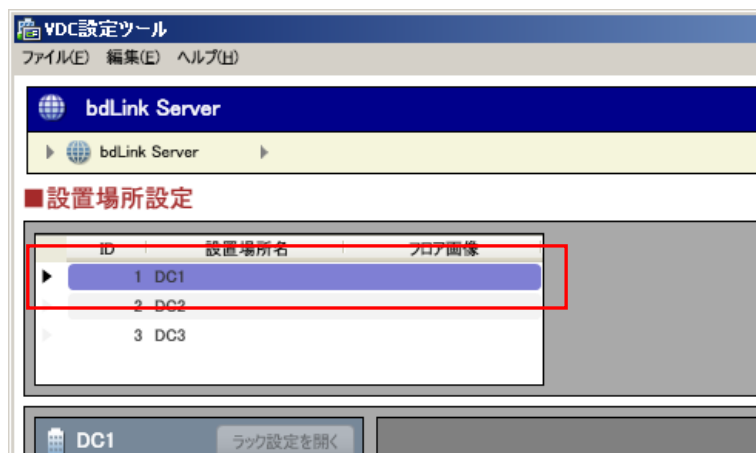 VDC設定ツール
ファイル(F) 編集(E) ヘルプ(H)
bdLink Server
bdLink Server
■設置場所設定
ID 設置場所名 フロア画像
1 DC1
2 DC2
3 DC3
DC1 ラック設定を開く